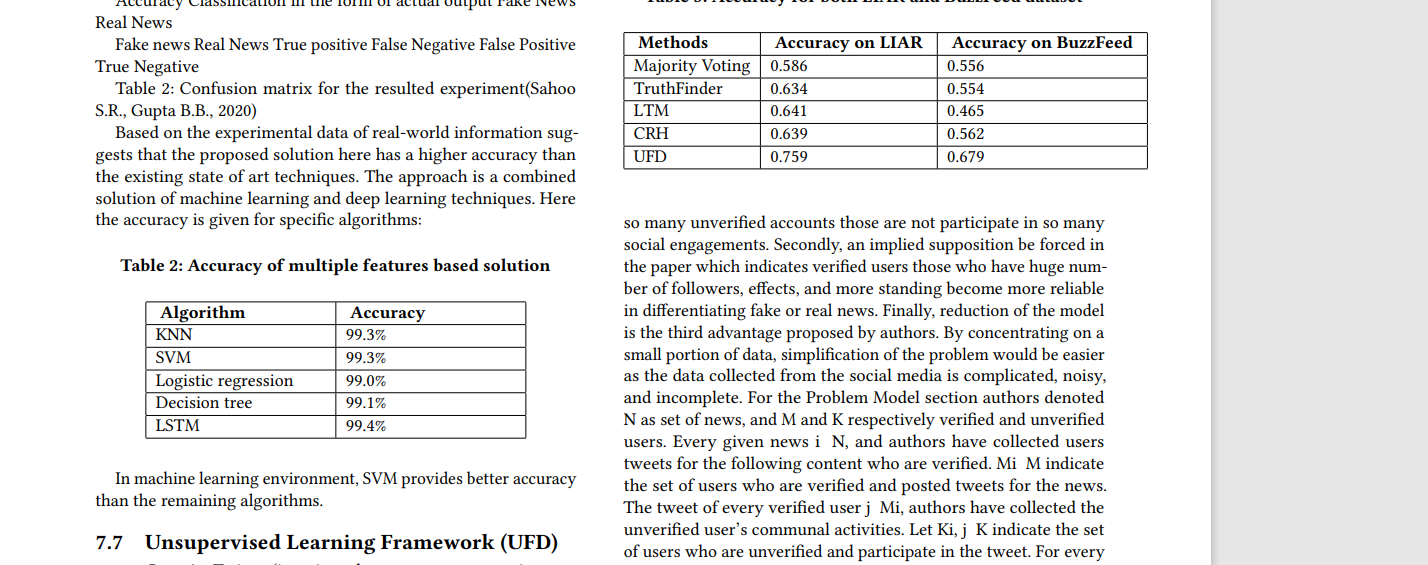 Accuracy Classification in the form of actual output Fake News
Real News
Fake news Real News True positive False Negative False Positive
True Negative
Table 2: Confusion matrix for the resulted experiment(Sahoo
S.R., Gupta B.B., 2020)
Based on the experimental data of real-world information sug-
gests that the proposed solution here has a higher accuracy than
the existing state of art techniques. The approach is a combined
solution of machine learning and deep learning techniques. Here
the accuracy is given for specific algorithms:
Table 2: Accuracy of multiple features based solution
Algorithm Accuracy
KNN 99.3%
SVM 99.3%
Logistic regression 99.0%
Decision tree 99.1%
LSTM 99.4%
In machine learning environment, SVM provides better accuracy
than the remaining algorithms.
7.7 Unsupervised Learning Framework (UFD)
Accuracy for both LIAR and BuzzFeed dataset
Methods Accuracy on LIAR Accuracy on BuzzFeed
Majority Voting 0.586 0.556
TruthFinder 0.634 0.554
LTM 0.641 0.465
CRH 0.639 0.562
UFD 0.759 0.679
so many unverified accounts those are not participate in so many
social engagements. Secondly, an implied supposition be forced in
the paper which indicates verified users those who have huge num-
ber of followers, effects, and more standing become more reliable
in differentiating fake or real news. Finally, reduction of the model
is the third advantage proposed by authors. By concentrating on a
small portion of data, simplification of the problem would be easier
as the data collected from the social media is complicated, noisy,
and incomplete. For the Problem Model section authors denoted
N as set of news, and M and K respectively verified and unverified
users. Every given news i N, and authors have collected users
tweets for the following content who are verified. Mi M indicate
the set of users who are verified and posted tweets for the news.
The tweet of every verified user j Mi, authors have collected the
unverified user's communal activities. Let Ki, j K indicate the set
of users who are unverified and participate in the tweet. For every